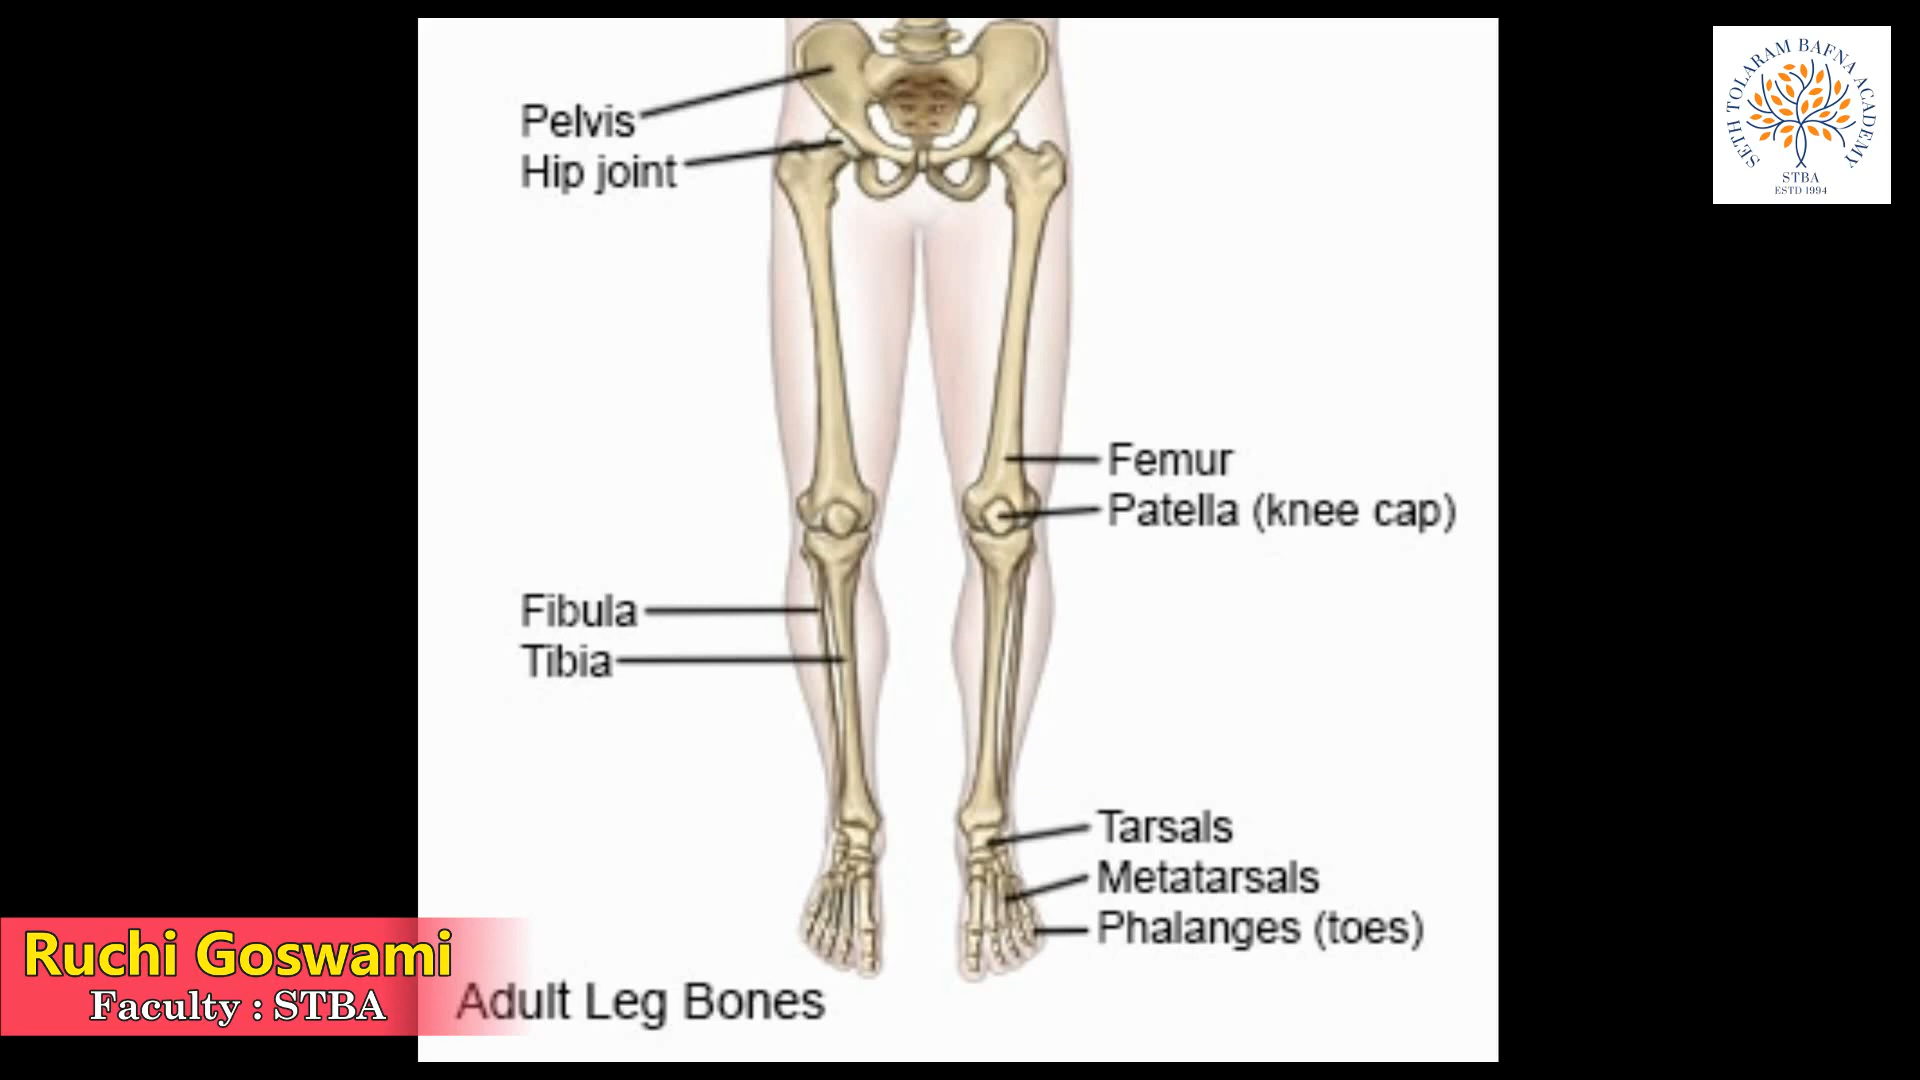 Pelvis
Hip joint
Femur
Patella (knee cap)
Fibula
Tibia
Tarsals
Metatarsals
Phalanges (toes)
Adult Leg Bones
Ruchi Goswami
Faculty : STBA
SETH TOLARAM BAFNA ACADEMY
STBA
ESTD 1994